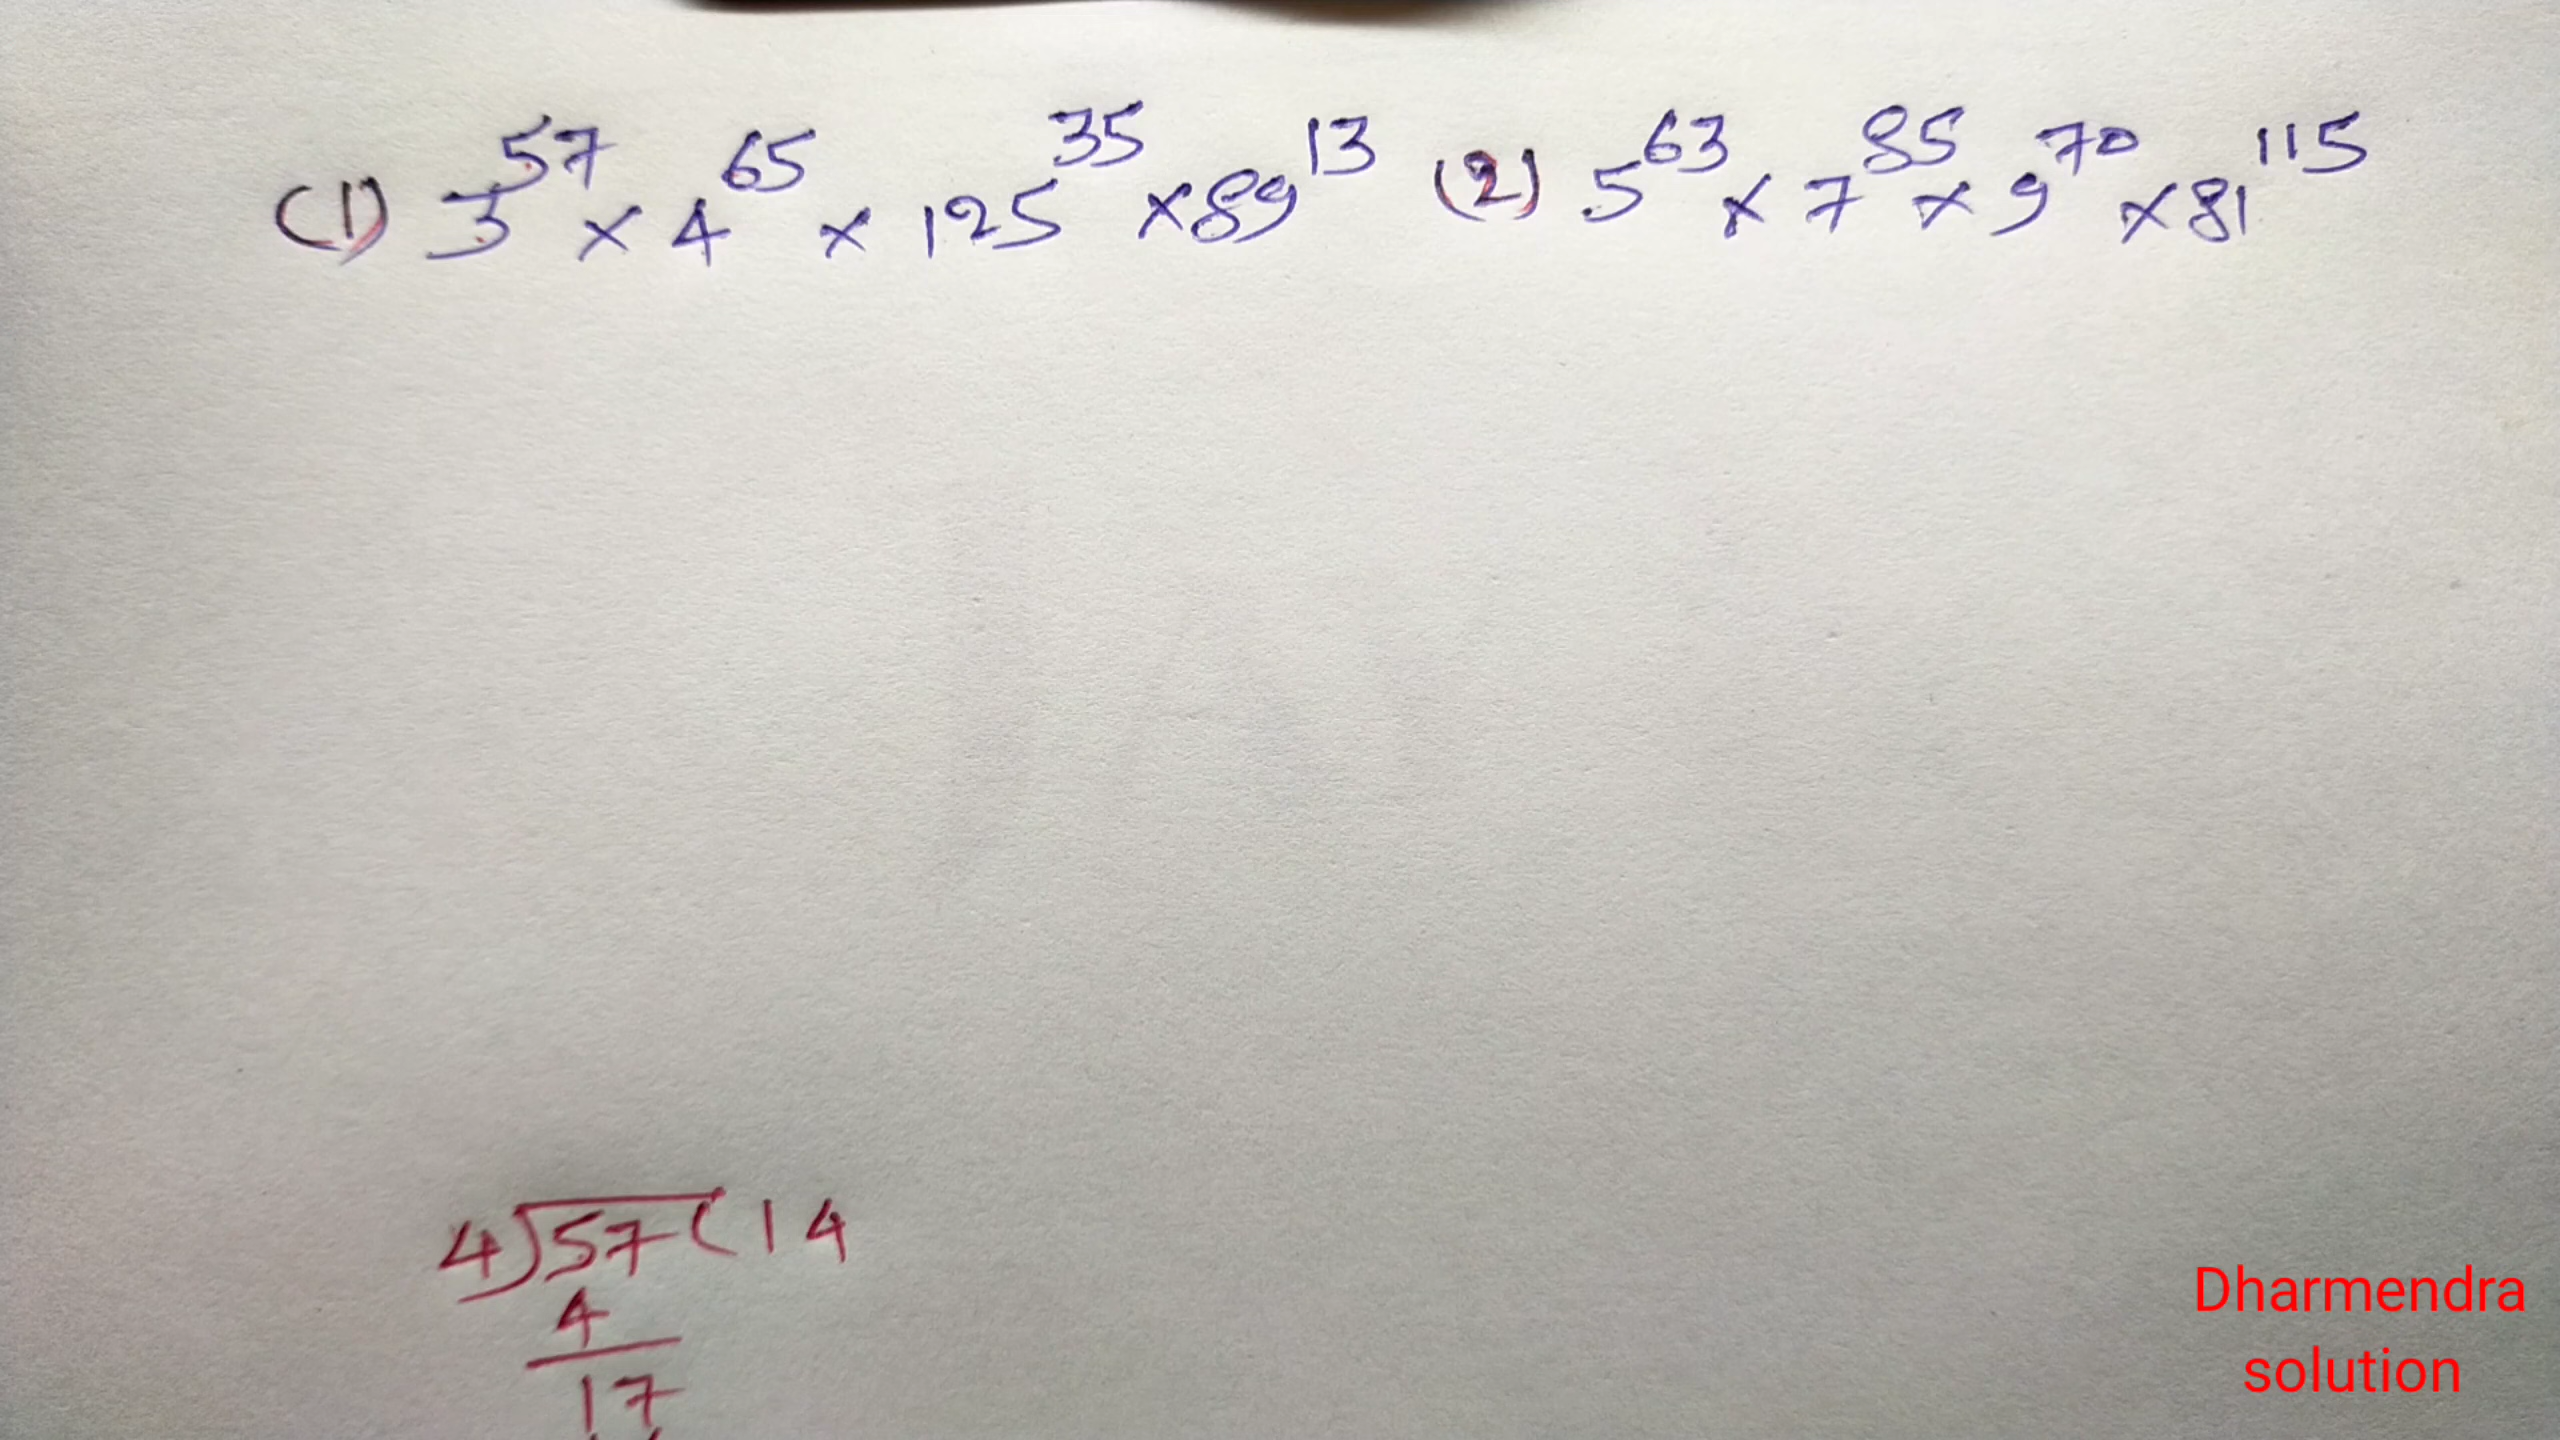 (1) 3^57 × 4^65 × 125^35 × 89^13 (2) 5^63 × 7^85 × 9^70 × 81^115
4)57(14
4
17
Dharmendra
solution